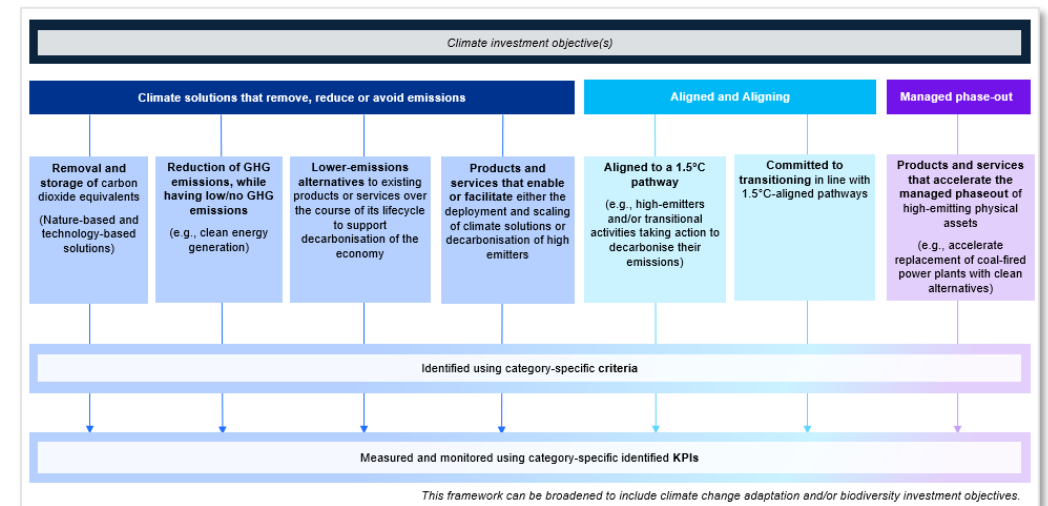 Climate investment objective(s)
Climate solutions that remove, reduce or avoid emissions
Aligned and Aligning
Managed phase-out
Removal and
storage of carbon
dioxide equivalents
(Nature-based and
technology-based
solutions)
Reduction of GHG
emissions, while
having low/no GHG
emissions
(e.g., clean energy
generation)
Lower-emissions
alternatives to existing
products or services over
the course of its lifecycle
to support
decarbonisation of the
economy
Products and
services that enable
or facilitate either the
deployment and scaling
of climate solutions or
decarbonisation of high
emitters
Aligned to a 1.5°C
pathway
(e.g., high-emitters
and/or transitional
activities taking action to
decarbonise their
emissions)
Committed to
transitioning in line with
1.5°C-aligned pathways
Products and services
that accelerate the
managed phaseout of
high-emitting physical
assets
(e.g., accelerate
replacement of coal-fired
power plants with clean
alternatives)
Identified using category-specific criteria
Measured and monitored using category-specific identified KPIs
This framework can be broadened to include climate change adaptation and/or biodiversity investment objectives.